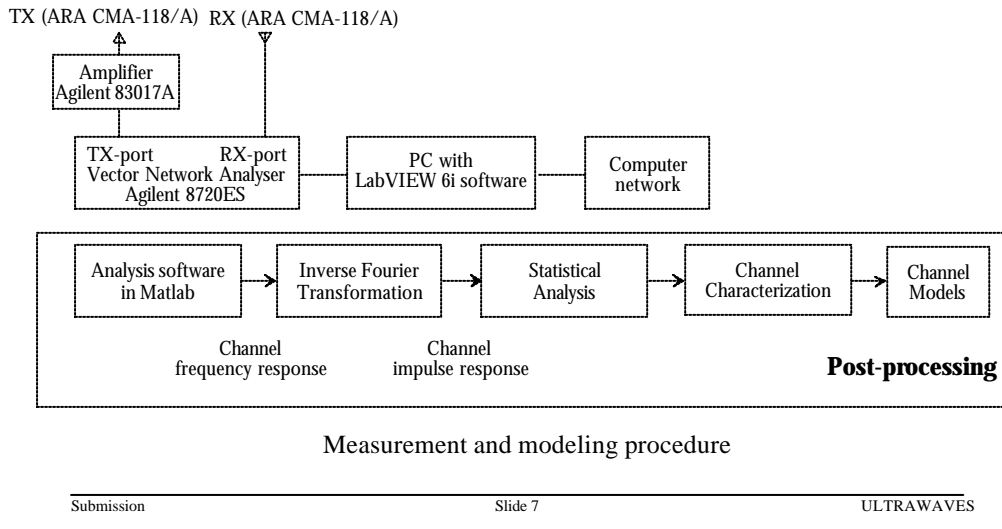 TX (ARA CMA-118/A) RX (ARA CMA-118/A)
Amplifier
Agilent 83017A
TX-port RX-port
Vector Network Analyser
Agilent 8720ES
PC with
LabVIEW 6i software
Computer
network
Analysis software
in Matlab
Inverse Fourier
Transformation
Statistical
Analysis
Channel
Characterization
Channel
Models
Channel
frequency response
Channel
impulse response
Post-processing
Measurement and modeling procedure
Submission Slide 7 ULTRAWAVES